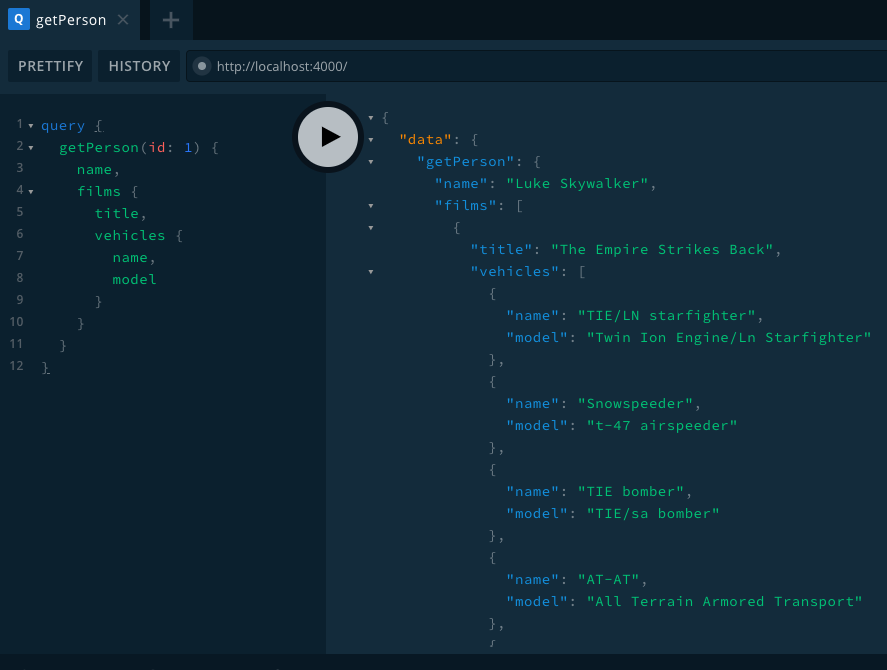 Q getPerson ×
+
PRETTIFY HISTORY http://localhost:4000/
1 query {
2 getPerson(id: 1) {
3 name,
4 films {
5 title,
6 vehicles {
7 name,
8 model
9 }
10 }
11 }
12 }
{
"data": {
"getPerson": {
"name": "Luke Skywalker",
"films": [
{
"title": "The Empire Strikes Back",
"vehicles": [
{
"name": "TIE/LN starfighter",
"model": "Twin Ion Engine/Ln Starfighter"
},
{
"name": "Snowspeeder",
"model": "t-47 airspeeder"
},
{
"name": "TIE bomber",
"model": "TIE/sa bomber"
},
{
"name": "AT-AT",
"model": "All Terrain Armored Transport"
},
{